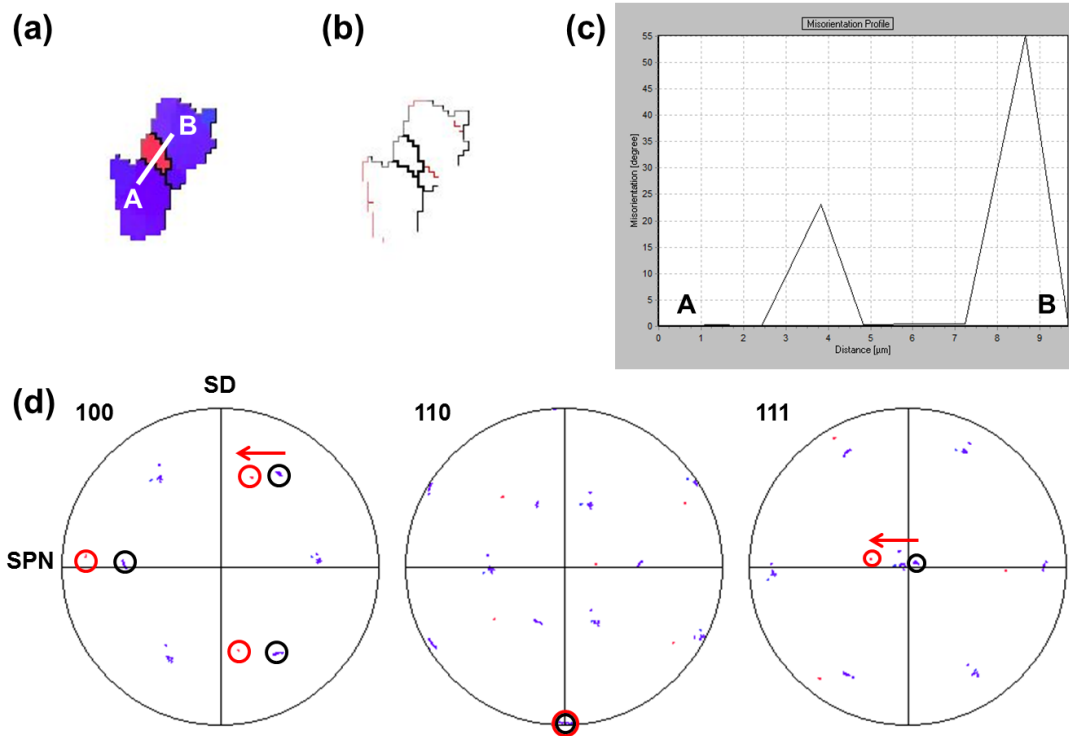 (a)
(b)
(c)
B
A
Misorientation Profile
55
50
45
40
35
30
25
20
15
10
5
0
Misorientation [degree]
A
B
0 1 2 3 4 5 6 7 8 9
Distance [µm]
(d)
SD
100
110
111
SPN